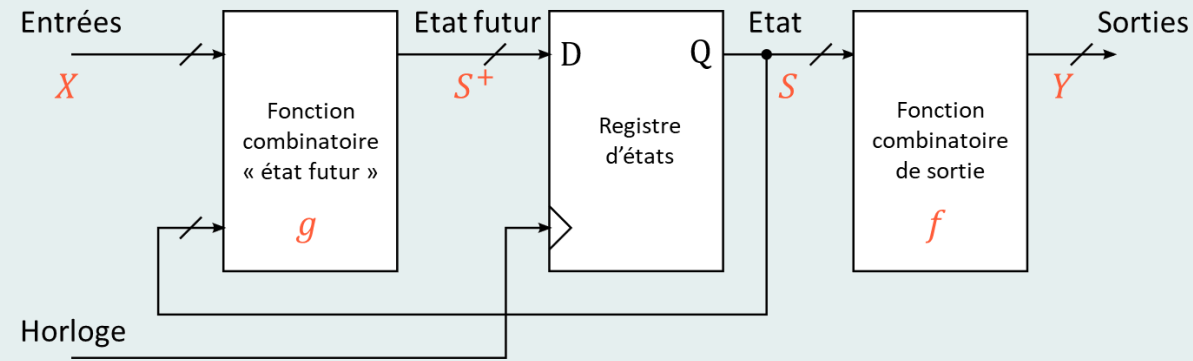 Entrées
X
Etat futur
S⁺
D
Q
Etat
S
Sorties
Y
Fonction
combinatoire
« état futur »
g
Registre
d’états
Fonction
combinatoire
de sortie
f
Horloge